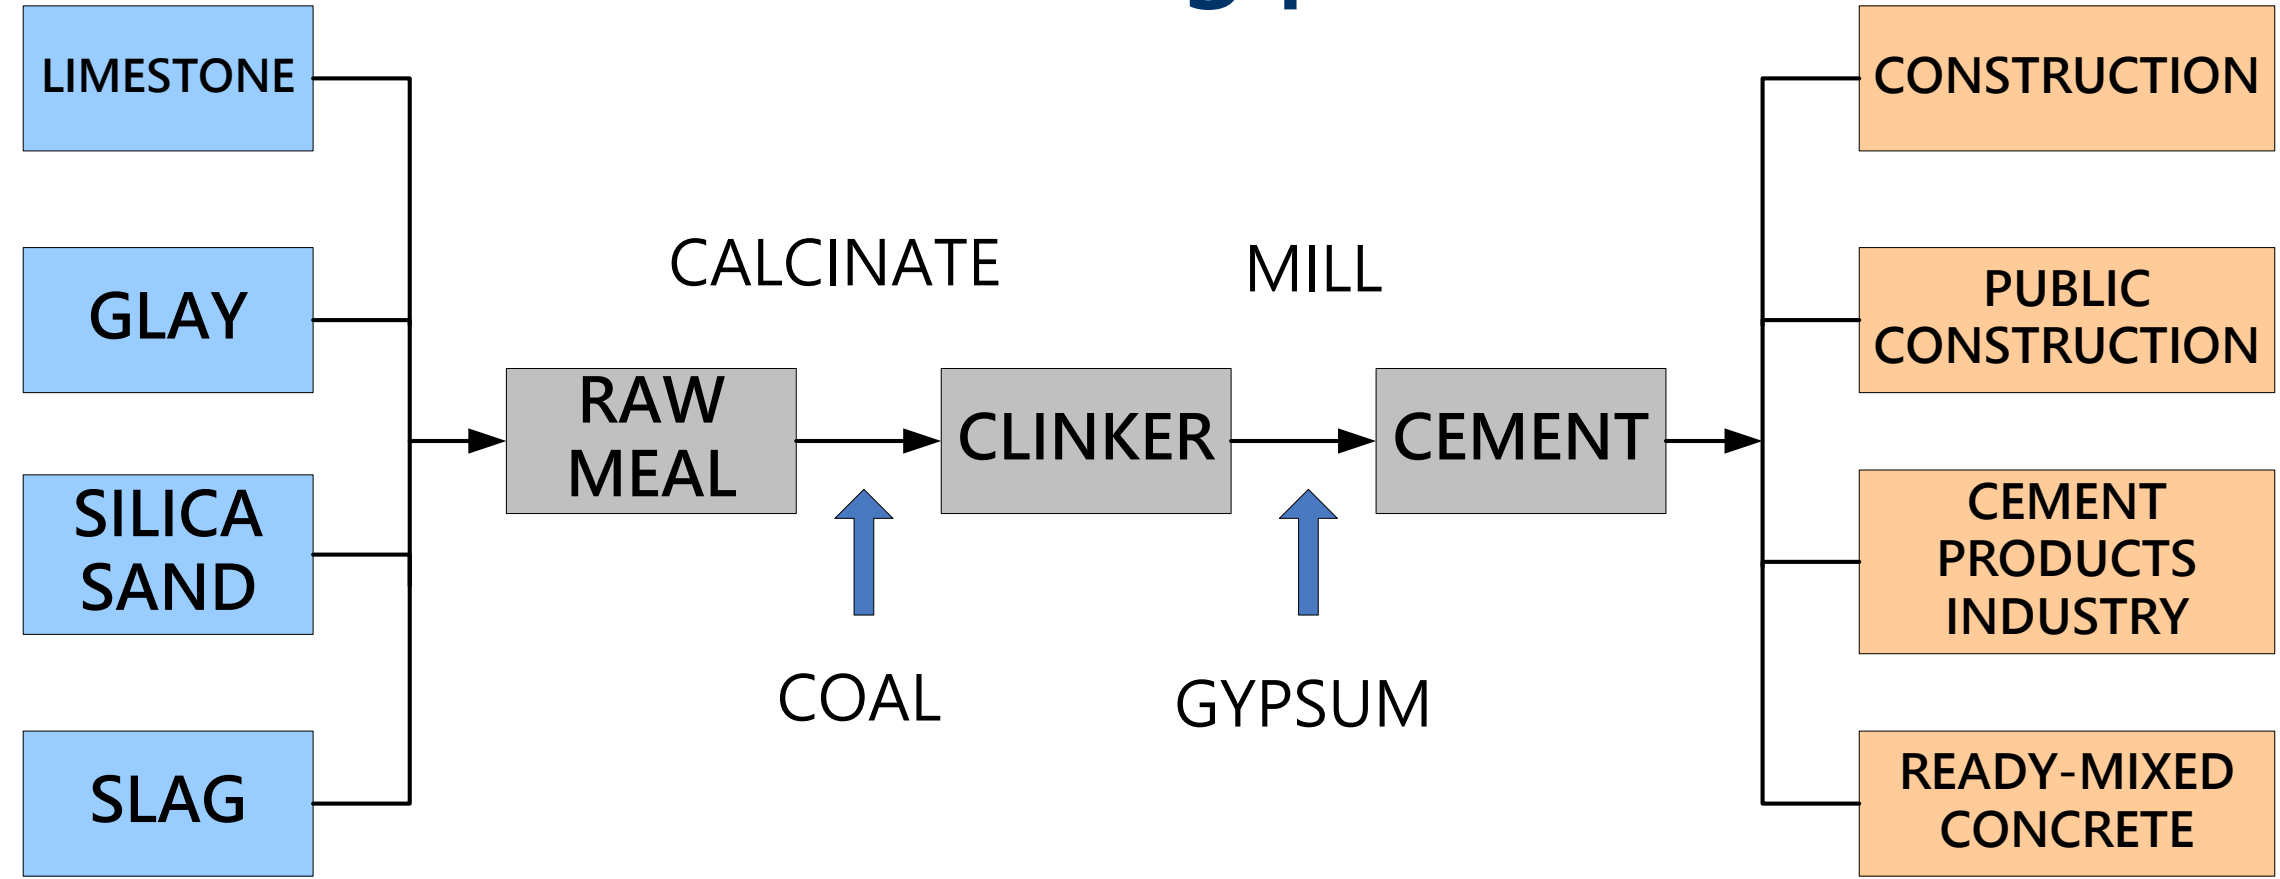 LIMESTONE
GLAY
SILICA
SAND
SLAG
CALCINATE
MILL
RAW
MEAL
CLINKER
CEMENT
COAL
GYPSUM
CONSTRUCTION
PUBLIC
CONSTRUCTION
CEMENT
PRODUCTS
INDUSTRY
READY-MIXED
CONCRETE